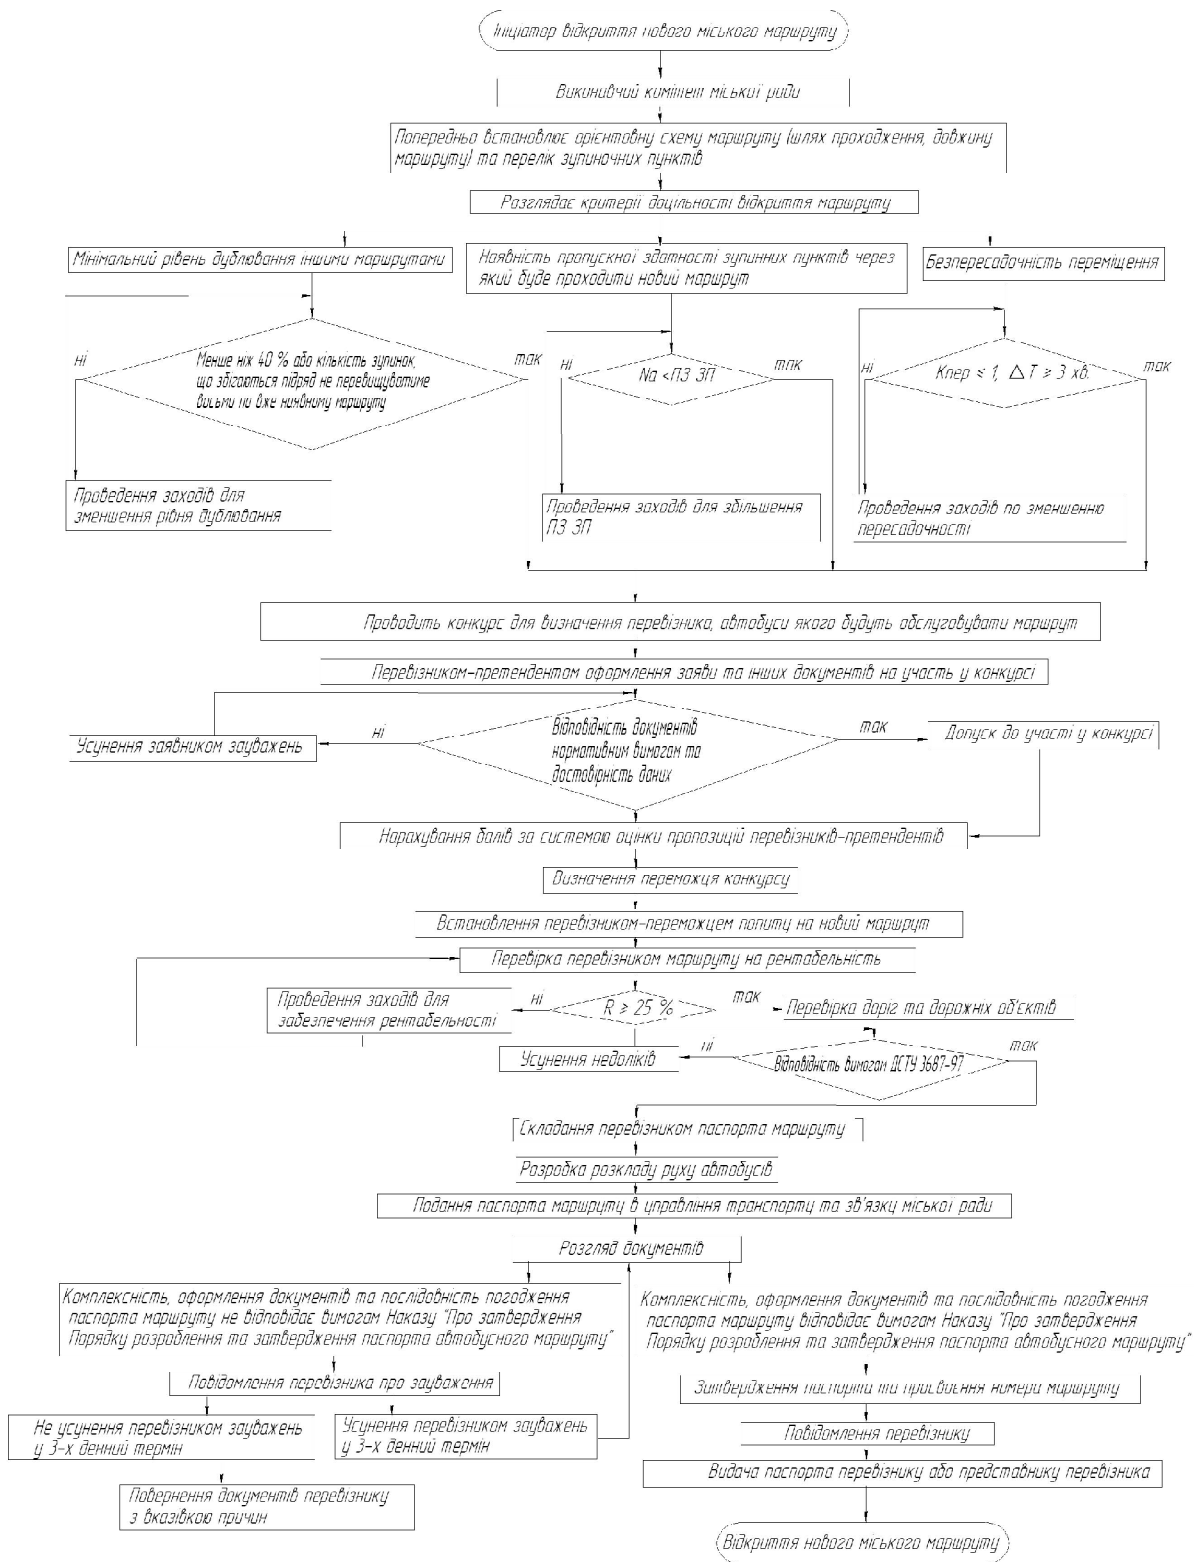 Ініціатор відкриття нового міського маршруту
Виконивчий комітет міської ради
Попередньо встановлює орієнтовну схему маршруту (шлях проходження, довжину
маршруту) та перелік зупиночних пунктів
Розглядає критерії доцільності відкриття маршруту
Мінімальний рівень дублювання іншими маршрутами
Наявність пропускної здатності зупинних пунктів через
який буде проходити новий маршрут
Безпересадочність переміщення
ні
Менше ніж 40 % або кількість зупинок,
що збігаються підряд не перевищуватиме
восьми по вже наявному маршруту
так
ні
Na <ПЗ ЗП
так
ні
Кпер ≤ 1, △ Т ≥ 3 хв.
так
Проведення заходів для
зменшення рівня дублювання
Проведення заходів для збільшення
ПЗ ЗП
Проведення заходів по зменшенню
пересадочності
Проводить конкурс для визначення перевізника, автобуси якого будуть обслуговувати маршрут
Перевізником-претендентом оформлення заяви та інших документів на участь у конкурсі
Усунення заявником зауважень
ні
Відповідність документів
нормативним вимогам та
достовірність даних
так
Допуск до участі у конкурсі
Нарахування балів за системою оцінки пропозицій перевізників-претендентів
Визначення переможця конкурсу
Встановлення перевізником-переможцем попиту на новий маршрут
Перевірка перевізником маршруту на рентабельність
Проведення заходів для
забезпечення рентабельності
ні
R ≥ 25 %
так
Перевірка доріг та дорожніх об'єктів
Усунення недоліків
ні
Відповідність вимогам ДСТУ 3687-97
так
Складання перевізником паспорта маршруту
Розробка розкладу руху автобусів
Подання паспорта маршруту в управління транспорту та зв'язку міської ради
Розгляд документів
Комплексність, оформлення документів та послідовність погодження
паспорта маршруту не відповідає вимогам Наказу "Про затвердження
Порядку розроблення та затвердження паспорта автобусного маршруту"
Комплексність, оформлення документів та послідовність погодження
паспорта маршруту відповідає вимогам Наказу "Про затвердження
Порядку розроблення та затвердження паспорта автобусного маршруту"
Повідомлення перевізника про зауваження
Затвердження паспорта та присвоєння номера маршруту
Не усунення перевізником зауважень
у 3-х денний термін
Усунення перевізником зауважень
у 3-х денний термін
Повідомлення перевізнику
Видача паспорта перевізнику або представнику перевізника
Повернення документів перевізнику
з вказівкою причин
Відкриття нового міського маршруту